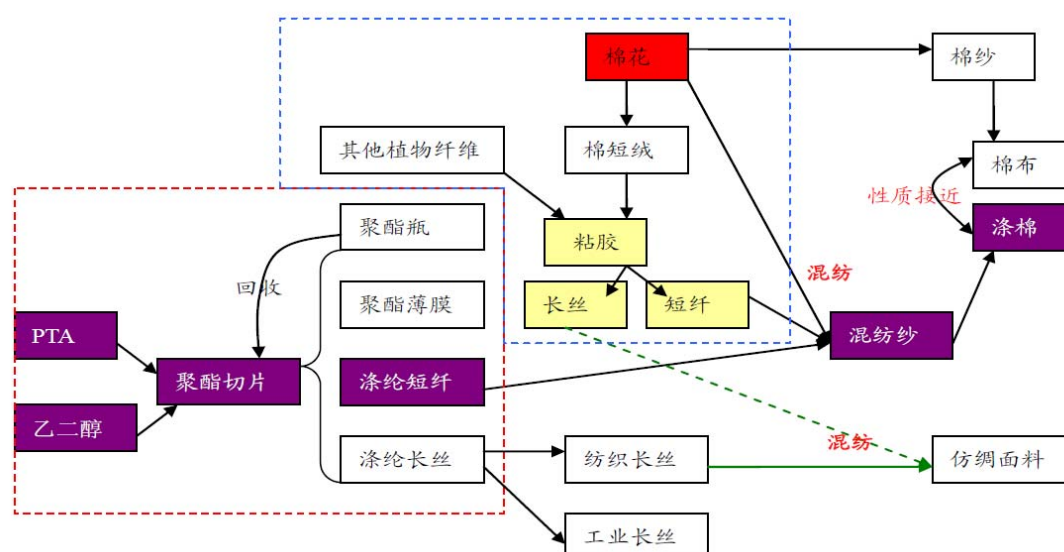 棉花
棉纱
其他植物纤维
棉短绒
棉布
性质接近
聚酯瓶
粘胶
涤棉
回收
混纺
聚酯薄膜
长丝
短纤
PTA
混纺纱
聚酯切片
涤纶短纤
乙二醇
混纺
涤纶长丝
纺织长丝
仿绸面料
工业长丝